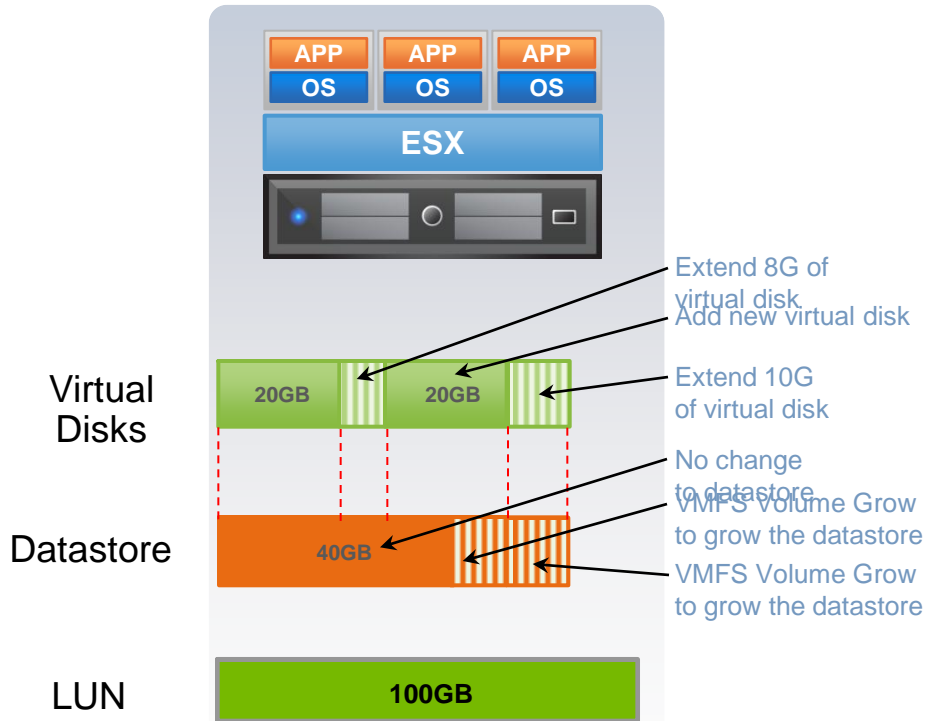 APP APP APP
OS OS OS
ESX
Extend 8G of
virtual disk
Add new virtual disk
Virtual
Disks
20GB 20GB
Extend 10G
of virtual disk
No change
to datastore
VMFS Volume Grow
to grow the datastore
Datastore
40GB
VMFS Volume Grow
to grow the datastore
LUN
100GB